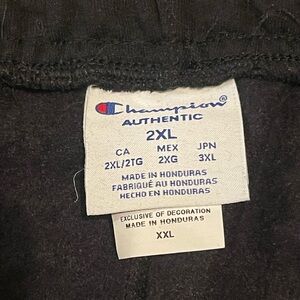 Champion®
AUTHENTIC
2XL
CA MEX JPN
2XL/2TG 2XG 3XL
MADE IN HONDURAS
FABRIQUÉ AU HONDURAS
HECHO EN HONDURAS
EXCLUSIVE OF DECORATION
MADE IN HONDURAS
XXL